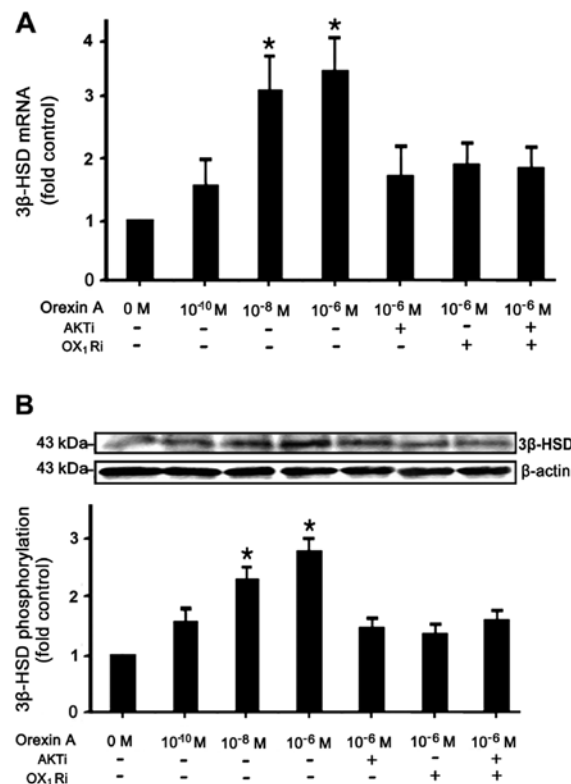 A
3β-HSD mRNA
(fold control)
4
3
2
1
0
* *
Orexin A 0 M 10⁻¹⁰ M 10⁻⁸ M 10⁻⁶ M 10⁻⁶ M 10⁻⁶ M 10⁻⁶ M
AKTi - - - - + - +
OX₁Ri - - - - - + +
B
43 kDa 3β-HSD
43 kDa β-actin
3β-HSD phosphorylation
(fold control)
3
2
1
0
* *
Orexin A 0 M 10⁻¹⁰ M 10⁻⁸ M 10⁻⁶ M 10⁻⁶ M 10⁻⁶ M 10⁻⁶ M
AKTi - - - - + - +
OX₁Ri - - - - - + +